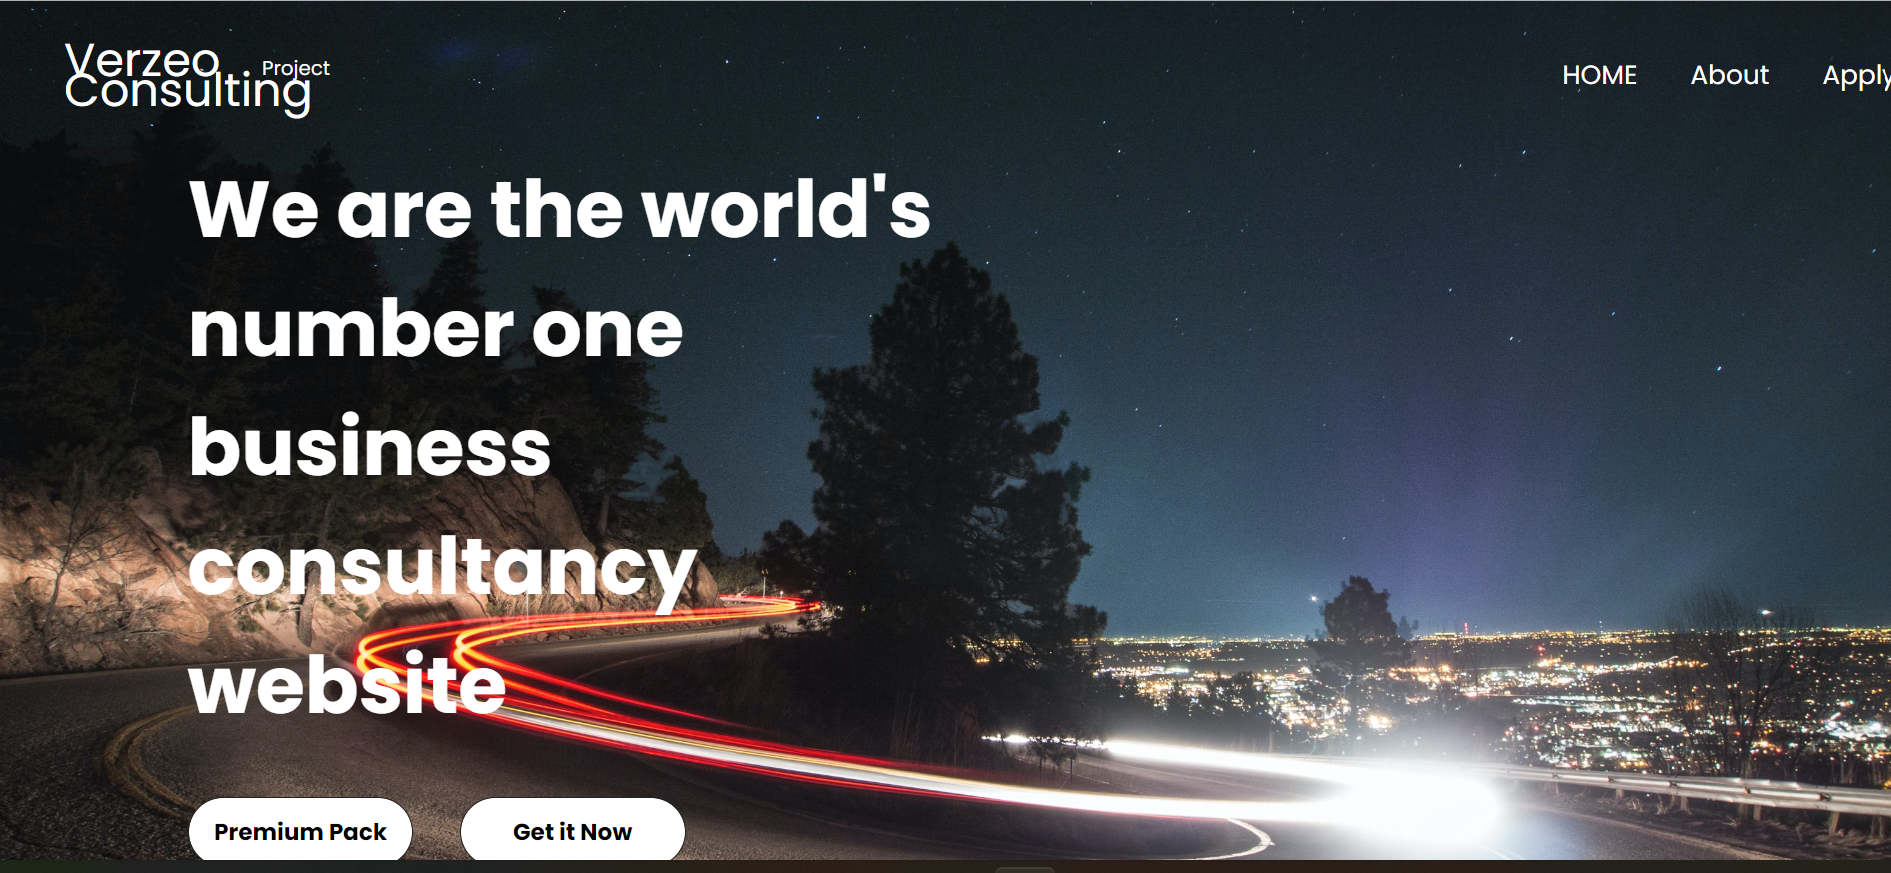 Verzeo Project
Consulting
HOME About Apply
We are the world's
number one
business
consultancy
website
Premium Pack Get it Now